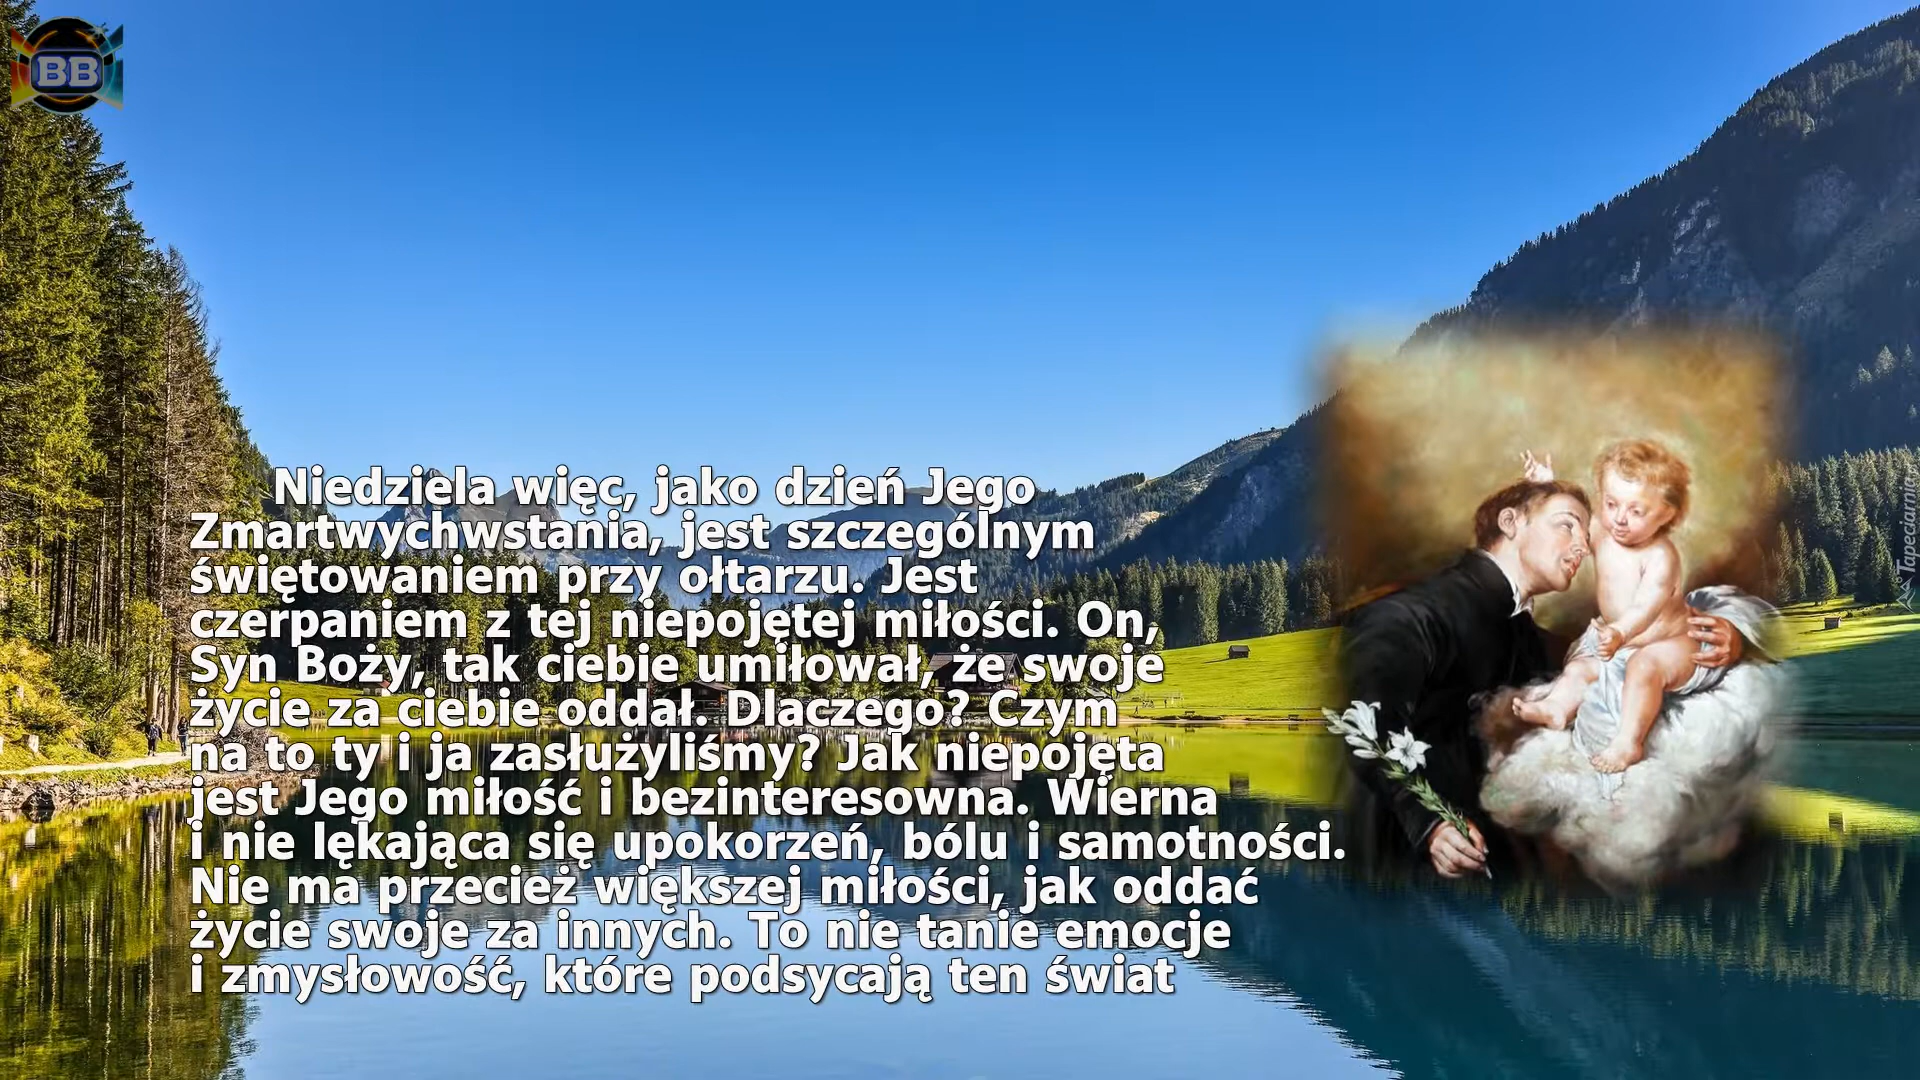 BB
Niedziela więc, jako dzień Jego
Zmartwychwstania, jest szczególnym
świętowaniem przy ołtarzu. Jest
czerpaniem z tej niepojętej miłości. On,
Syn Boży, tak ciebie umiłował, że swoje
życie za ciebie oddał. Dlaczego? Czym
na to ty i ja zasłużyliśmy? Jak niepojęta
jest Jego miłość i bezinteresowna. Wierna
i nie lękająca się upokorzeń, bólu i samotności.
Nie ma przecież większej miłości, jak oddać
życie swoje za innych. To nie tanie emocje
i zmysłowość, które podsycają ten świat
Tapeciarnia.pl